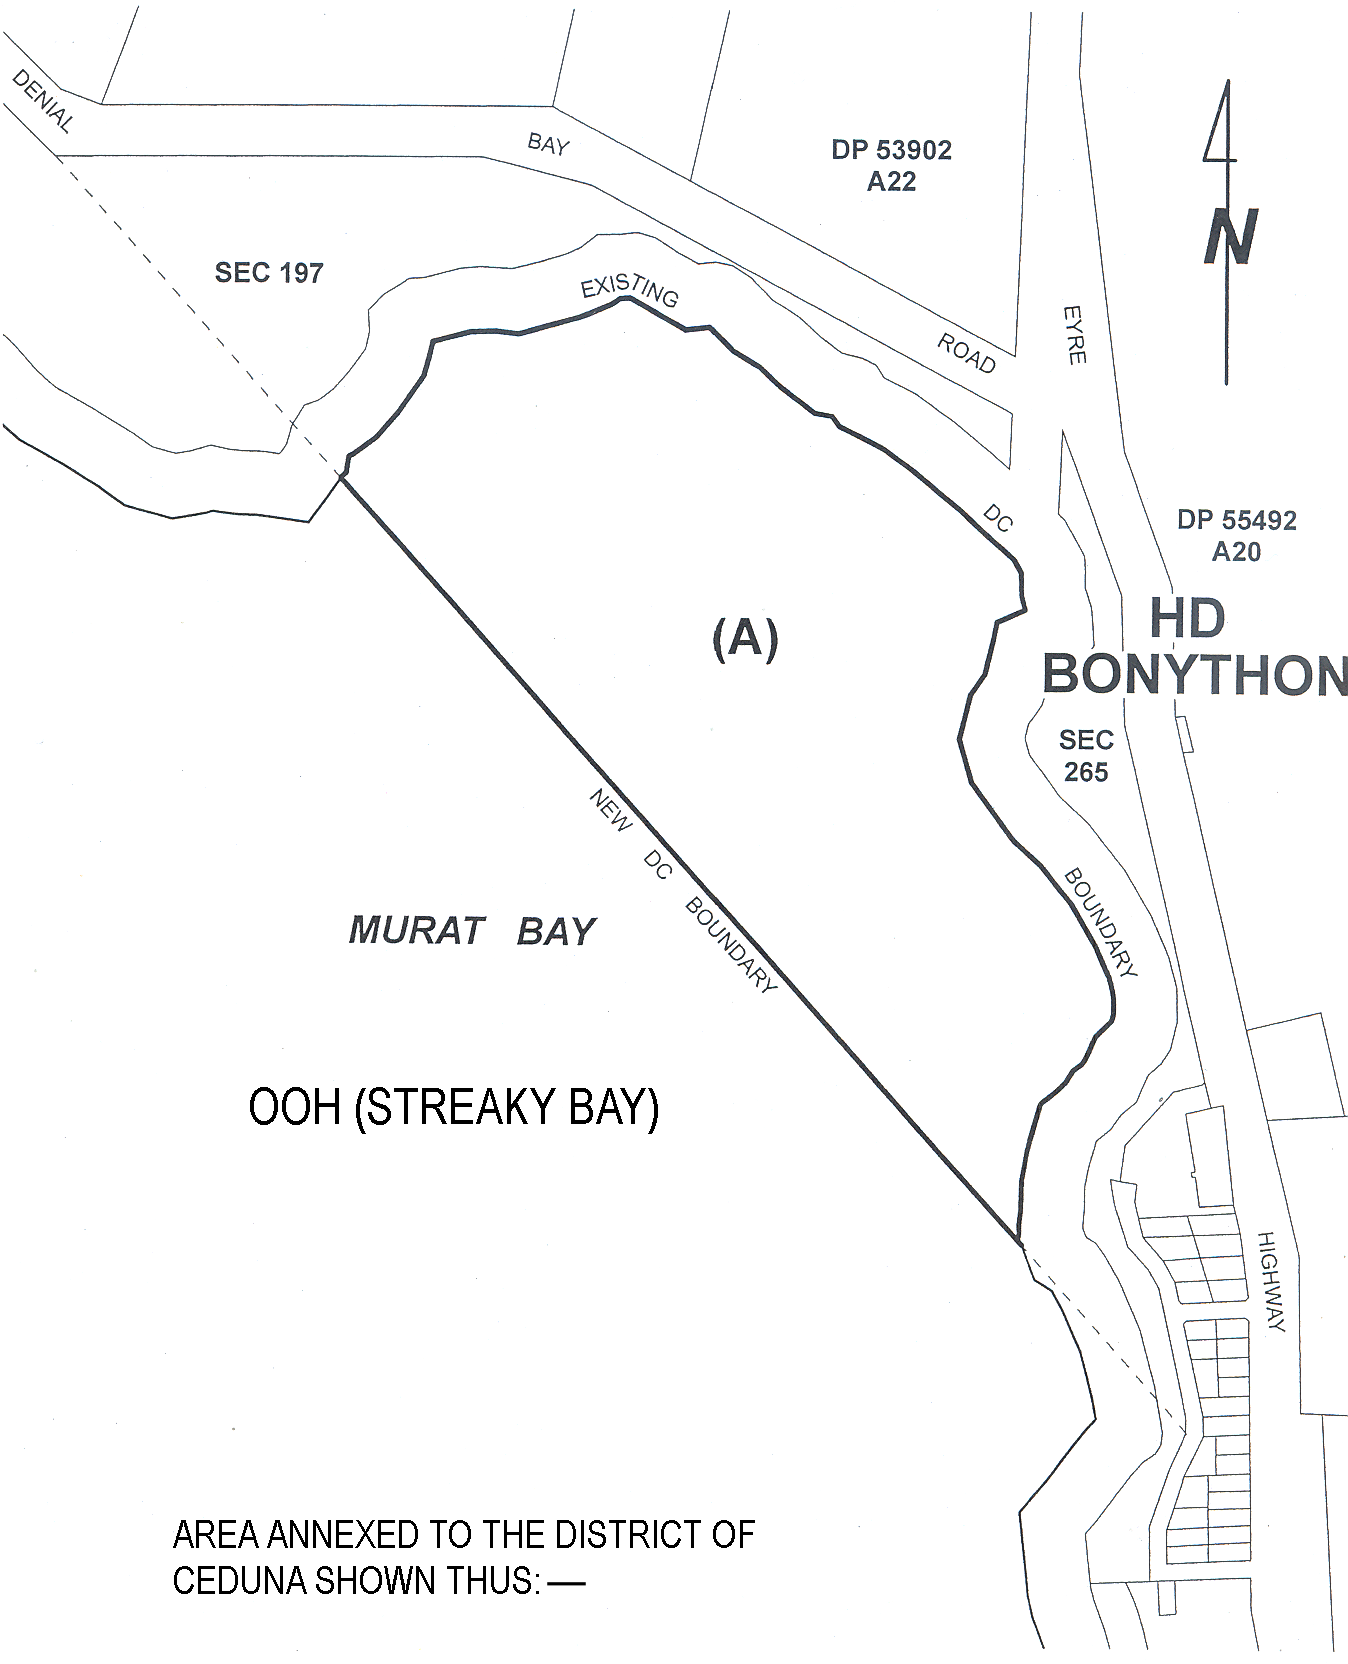 DENIAL
BAY
ROAD
DP 53902
A22
N
SEC 197
EXISTING
DC
BOUNDARY
EYRE
HIGHWAY
DP 55492
A20
HD
BONYTHON
(A)
SEC
265
NEW DC BOUNDARY
MURAT BAY
OOH (STREAKY BAY)
AREA ANNEXED TO THE DISTRICT OF
CEDUNA SHOWN THUS: —